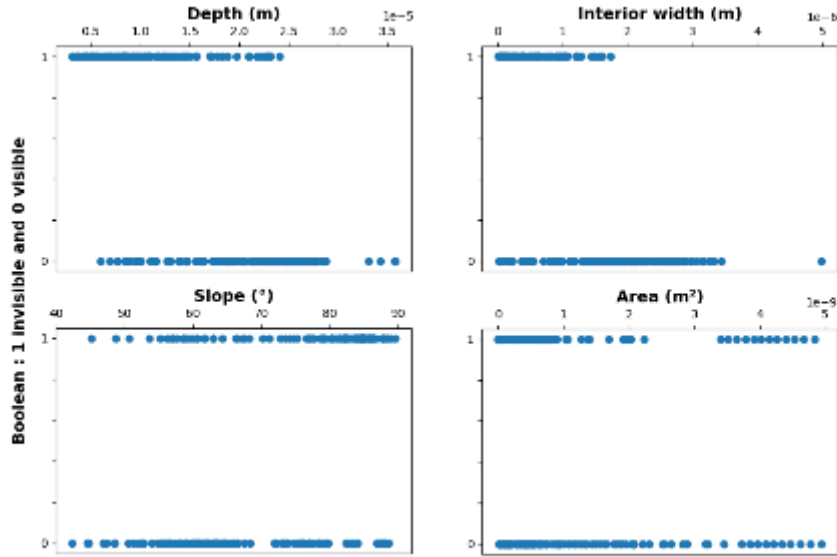 Depth (m)
1e−5
0.5 1.0 1.5 2.0 2.5 3.0 3.5
Interior width (m)
1e−6
0 1 2 3 4 5
Boolean : 1 invisible and 0 visible
1
0
1
0
Slope (°)
40 50 60 70 80 90
Area (m²)
1e−9
0 1 2 3 4 5
1
0
1
0